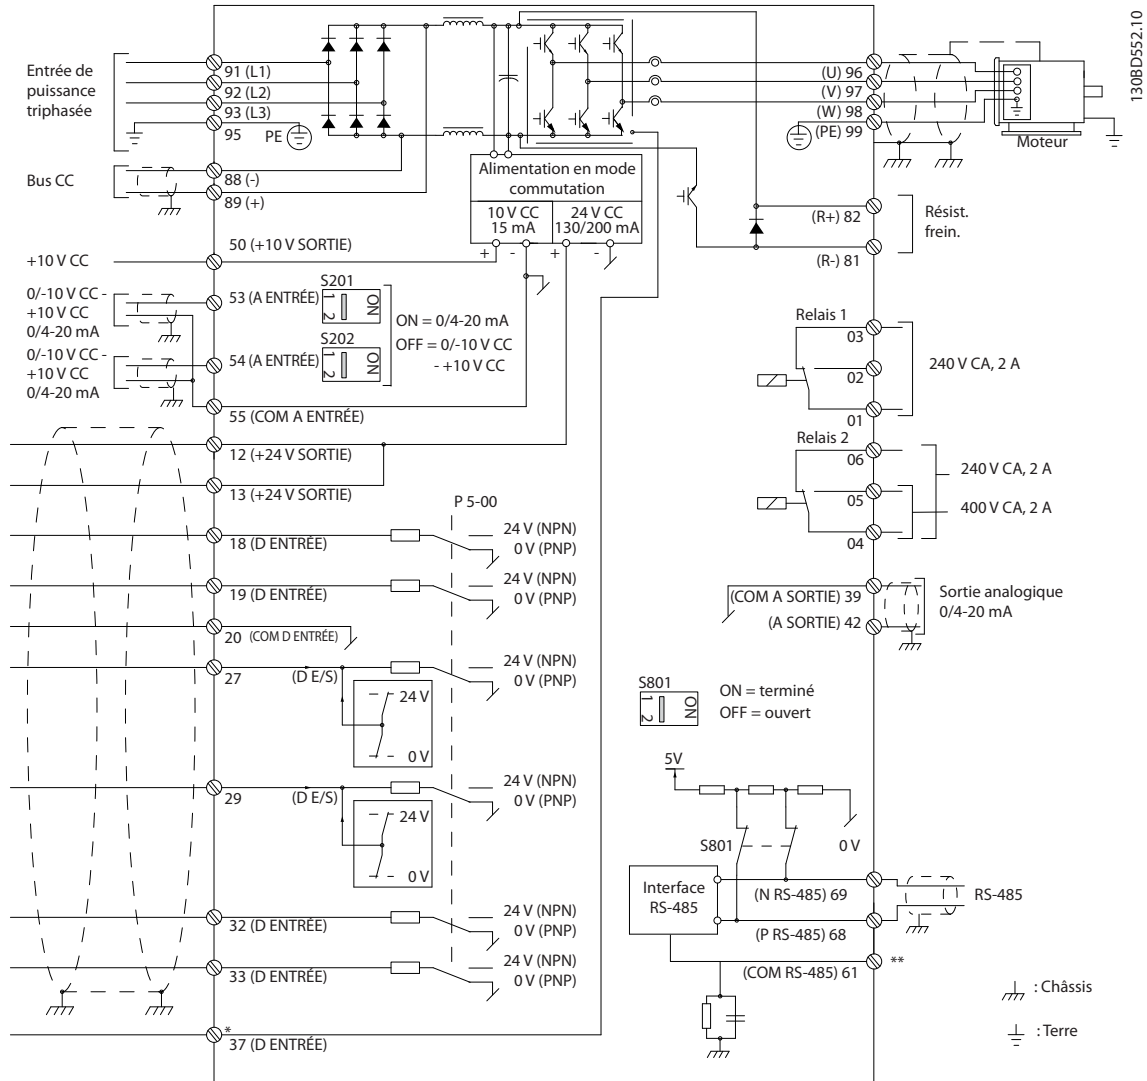 130BD552.10
Entrée de
puissance
triphasée
91 (L1)
92 (L2)
93 (L3)
95
PE
Bus CC
88 (-)
89 (+)
Alimentation en mode
commutation
10 V CC
15 mA
24 V CC
130/200 mA
+ - + -
(U) 96
(V) 97
(W) 98
(PE) 99
Moteur
(R+) 82
(R-) 81
Résist.
frein.
+10 V CC
50 (+10 V SORTIE)
0/-10 V CC -
+10 V CC
0/4-20 mA
53 (A ENTRÉE)
S201
1
2
ON
0/-10 V CC -
+10 V CC
0/4-20 mA
54 (A ENTRÉE)
S202
1
2
ON
ON = 0/4-20 mA
OFF = 0/-10 V CC
- +10 V CC
55 (COM A ENTRÉE)
12 (+24 V SORTIE)
13 (+24 V SORTIE)
P 5-00
18 (D ENTRÉE)
24 V (NPN)
0 V (PNP)
19 (D ENTRÉE)
24 V (NPN)
0 V (PNP)
20 (COM D ENTRÉE)
27
(D E/S)
24 V (NPN)
0 V (PNP)
24 V
0 V
29
(D E/S)
24 V (NPN)
0 V (PNP)
24 V
0 V
32 (D ENTRÉE)
24 V (NPN)
0 V (PNP)
33 (D ENTRÉE)
24 V (NPN)
0 V (PNP)
*
37 (D ENTRÉE)
Relais 1
03
02
01
240 V CA, 2 A
Relais 2
06
05
04
240 V CA, 2 A
400 V CA, 2 A
(COM A SORTIE) 39
(A SORTIE) 42
Sortie analogique
0/4-20 mA
S801
1
2
ON
ON = terminé
OFF = ouvert
5V
S801
0 V
Interface
RS-485
(N RS-485) 69
(P RS-485) 68
RS-485
(COM RS-485) 61
**
: Châssis
: Terre